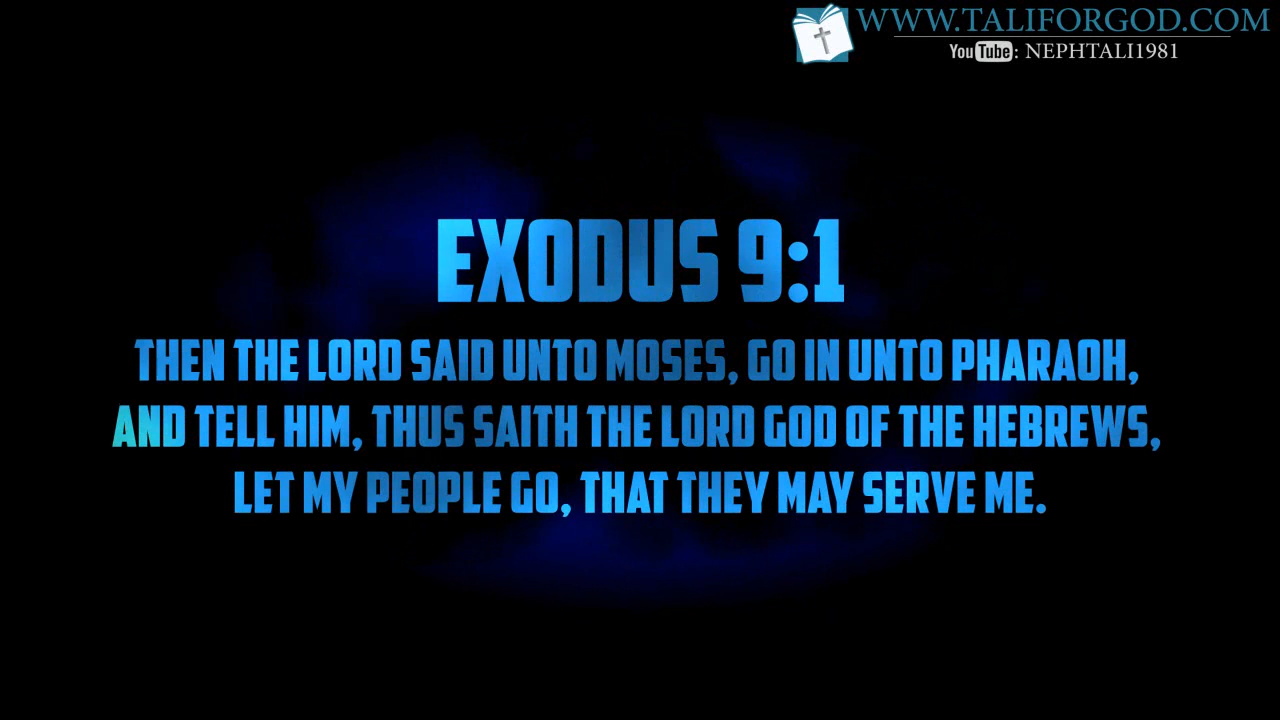 WWW.TALIFORGOD.COM
YouTube: NEPHTALI1981
EXODUS 9:1
THEN THE LORD SAID UNTO MOSES, GO IN UNTO PHARAOH,
AND TELL HIM, THUS SAITH THE LORD GOD OF THE HEBREWS,
LET MY PEOPLE GO, THAT THEY MAY SERVE ME.